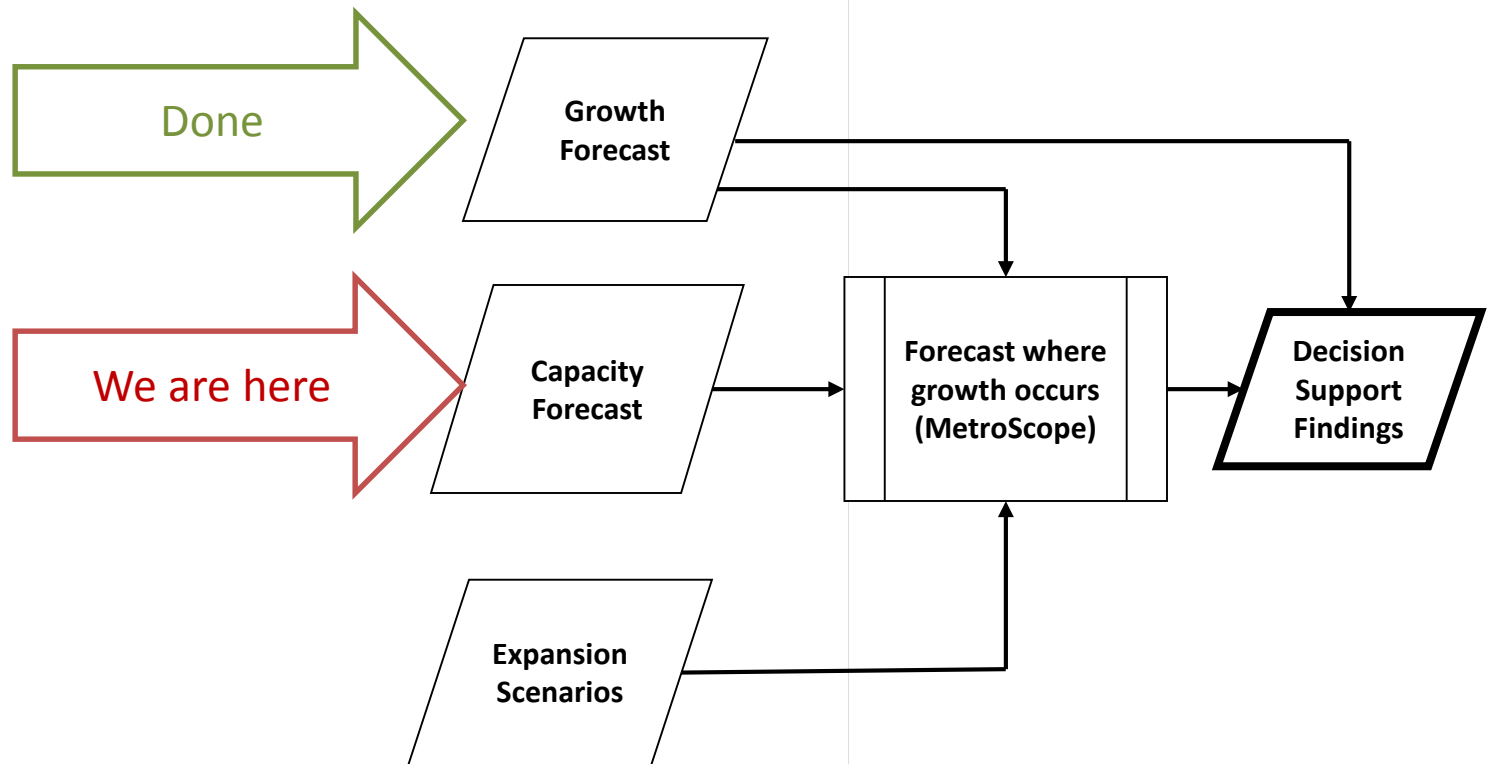 Done
Growth
Forecast
We are here
Capacity
Forecast
Forecast where
growth occurs
(MetroScope)
Decision
Support
Findings
Expansion
Scenarios